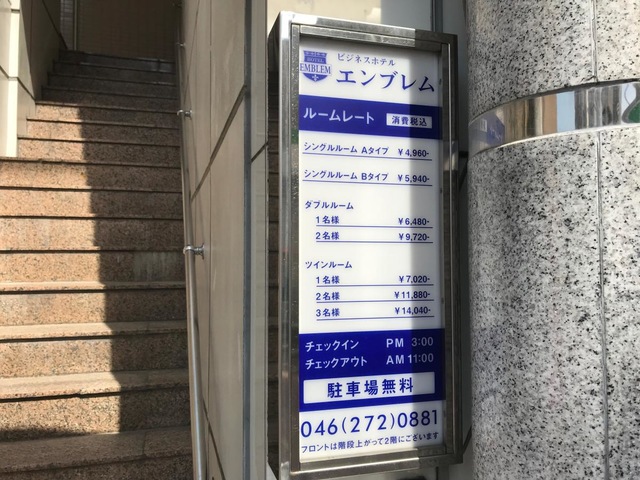 HOTEL
EMBLEM
ビジネスホテル
エンブレム
ルームレート 消費税込
シングルルーム Aタイプ ￥4,960-
シングルルーム Bタイプ ￥5,940-
ダブルルーム
1名様 ￥6,480-
2名様 ￥9,720-
ツインルーム
1名様 ￥7,020-
2名様 ￥11,880-
3名様 ￥14,040-
チェックイン PM 3:00
チェックアウト AM 11:00
駐車場無料
046(272)0881
フロントは階段上がって2階にございます